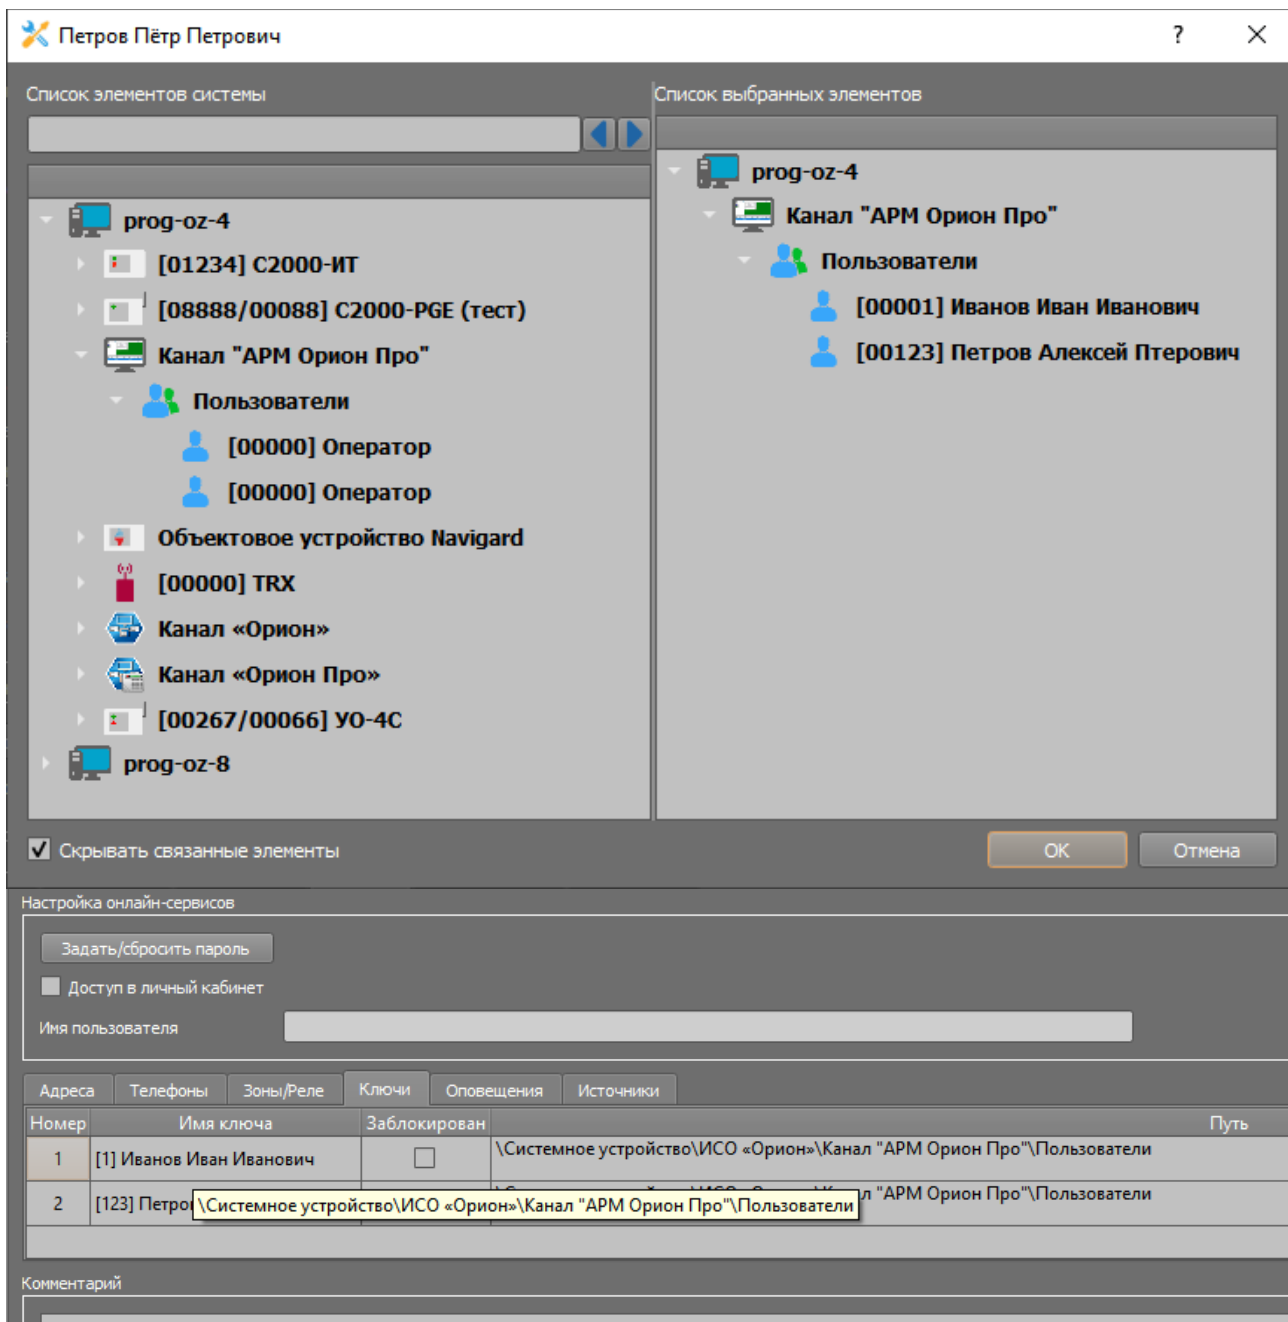 Петров Пётр Петрович ?
Список элементов системы
Список выбранных элементов
prog-oz-4
[01234] С2000-ИТ
[08888/00088] С2000-PGE (тест)
Канал "АРМ Орион Про"
Пользователи
[00000] Оператор
[00000] Оператор
Объектовое устройство Navigard
[00000] TRX
Канал «Орион»
Канал «Орион Про»
[00267/00066] УО-4С
prog-oz-8
prog-oz-4
Канал "АРМ Орион Про"
Пользователи
[00001] Иванов Иван Иванович
[00123] Петров Алексей Птерович
Скрывать связанные элементы
OK Отмена
Настройка онлайн-сервисов
Задать/сбросить пароль
Доступ в личный кабинет
Имя пользователя
Адреса Телефоны Зоны/Реле Ключи Оповещения Источники
Номер Имя ключа Заблокирован Путь
1 [1] Иванов Иван Иванович \Системное устройство\ИСО «Орион»\Канал "АРМ Орион Про"\Пользователи
2 [123] Петро л "АРМ Орион Про"\Пользователи
\Системное устройство\ИСО «Орион»\Канал "АРМ Орион Про"\Пользователи
Комментарий